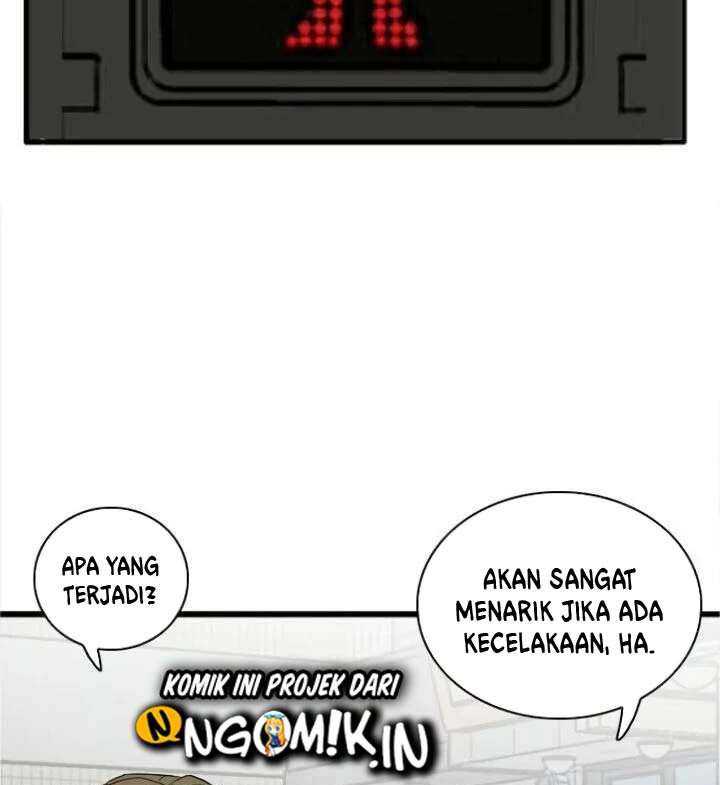 APA YANG
TERJADI?
AKAN SANGAT
MENARIK JIKA ADA
KECELAKAAN, HA.
KOMIK INI PROJEK DARI
N NGOMIK.IN